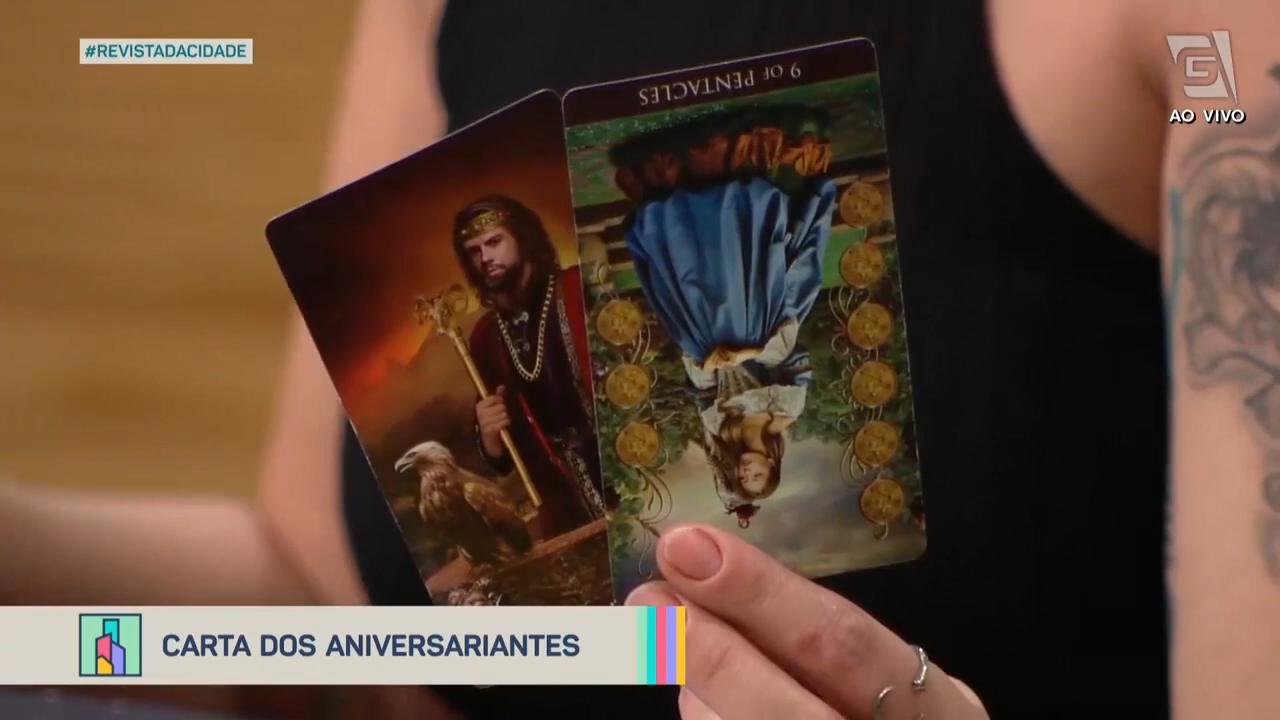 #REVISTADACIDADE
AO VIVO
9 OF PENTACLES
CARTA DOS ANIVERSARIANTES